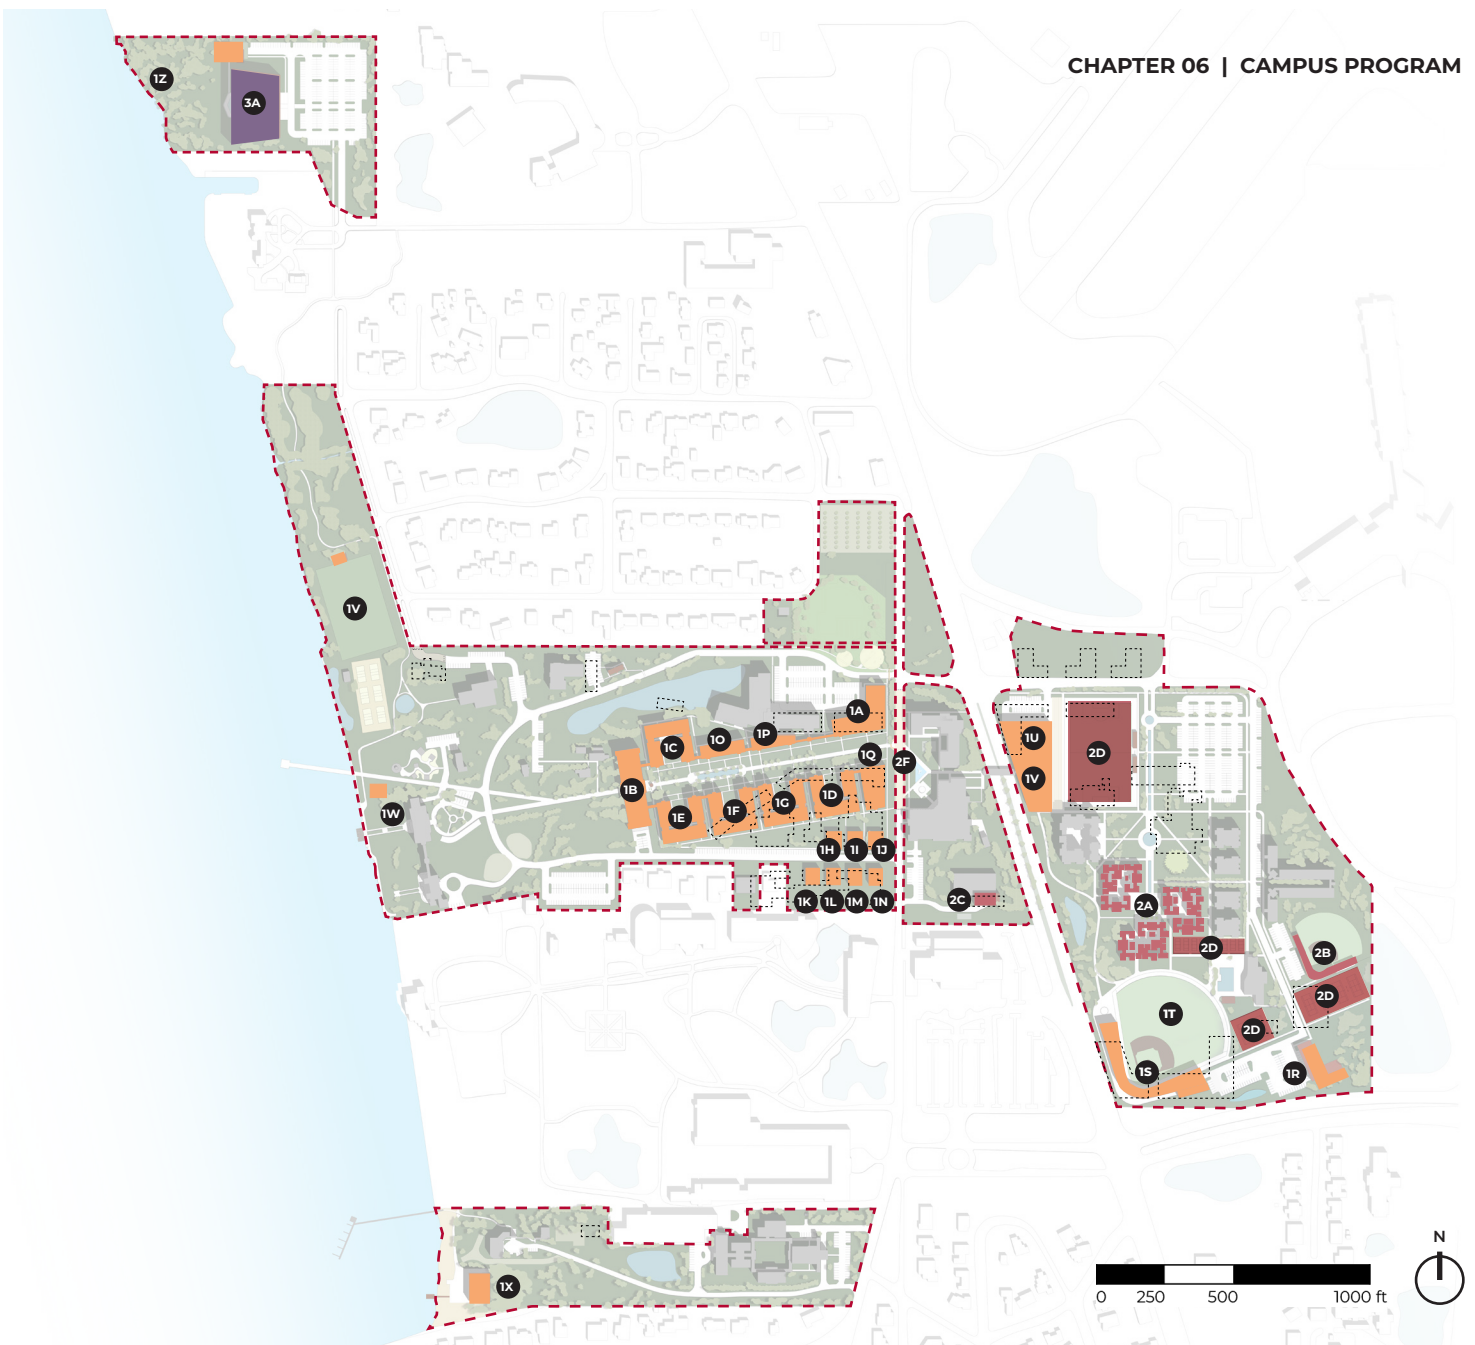 CHAPTER 06 | CAMPUS PROGRAM
1Z
3A
1V
1A
1C
1O
1P
1Q
2F
1U
2D
1V
1B
1W
1E
1F
1G
1D
1H
1I
1J
1K
1L
1M
1N
2C
2A
2D
2B
2D
1T
2D
1S
1R
1X
N
0 250 500 1000 ft